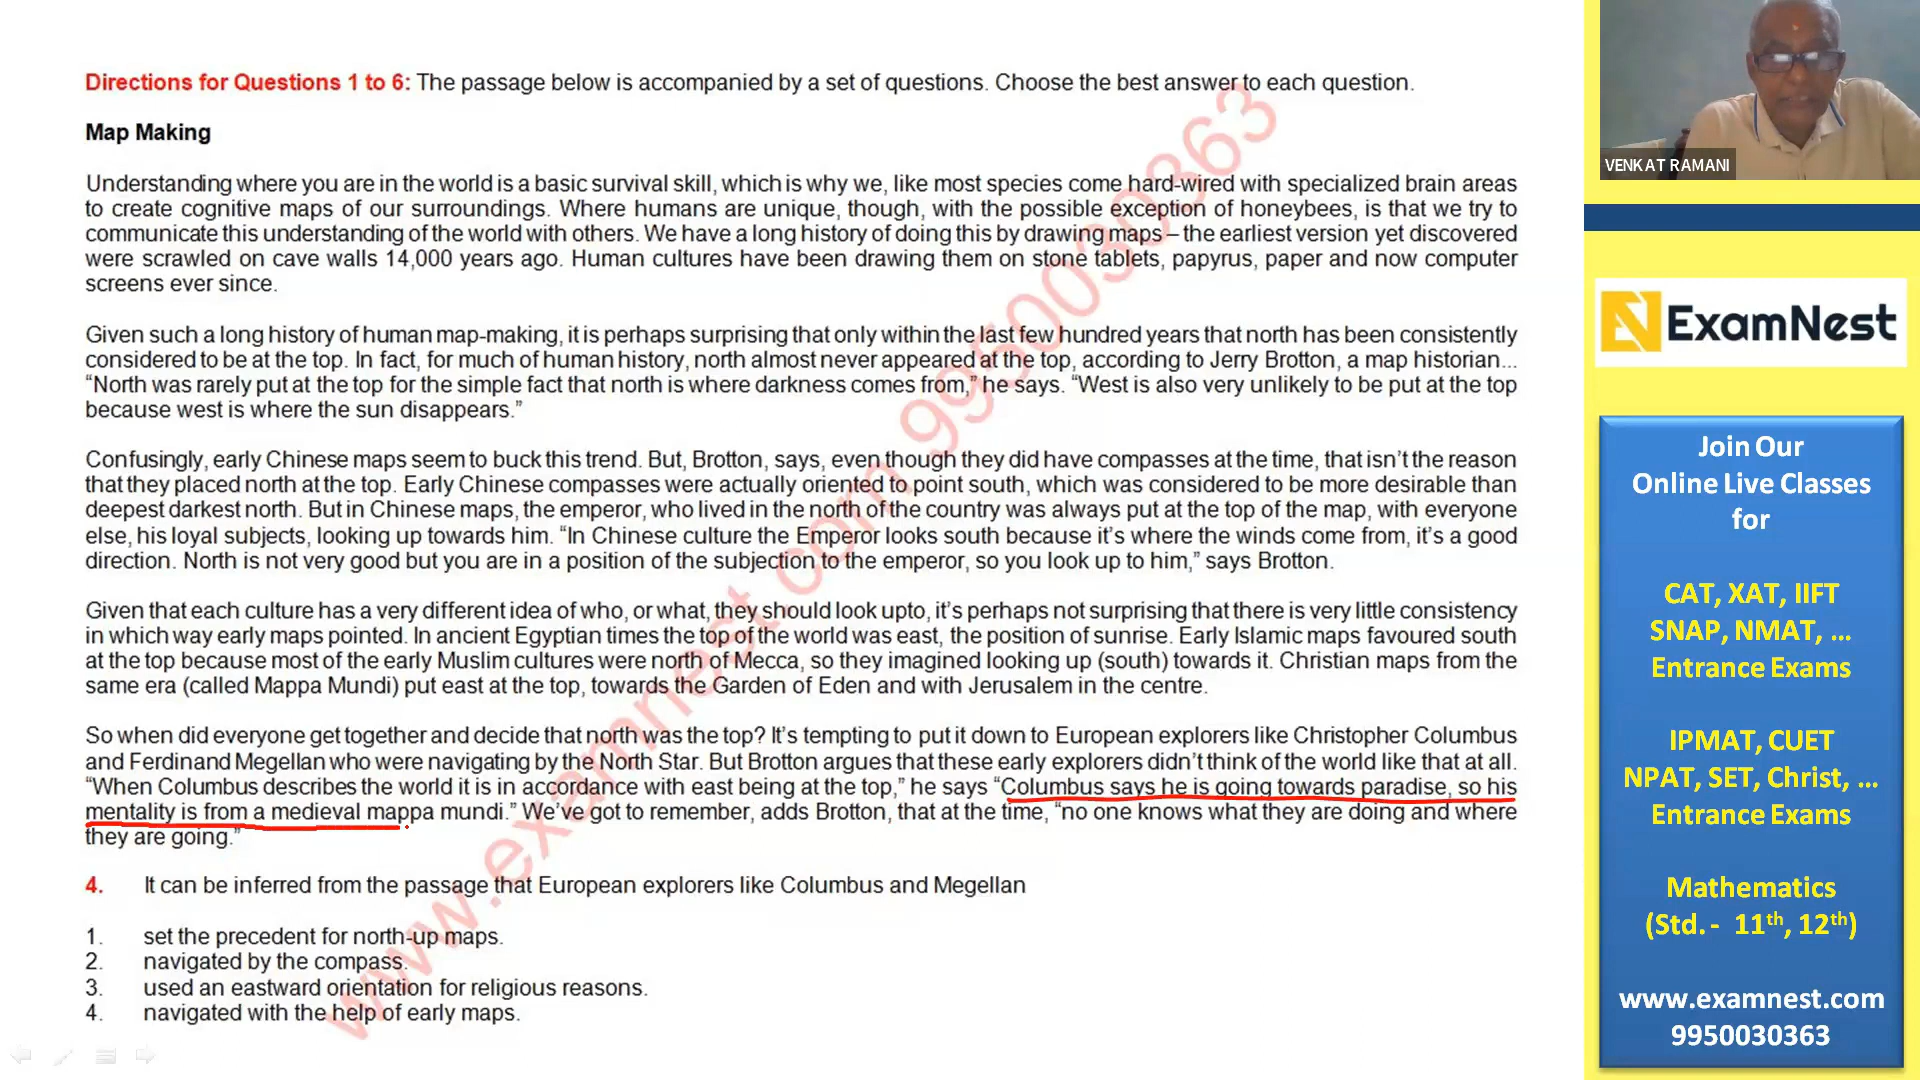 Directions for Questions 1 to 6: The passage below is accompanied by a set of questions. Choose the best answer to each question.
Map Making
Understanding where you are in the world is a basic survival skill, which is why we, like most species come hard-wired with specialized brain areas
to create cognitive maps of our surroundings. Where humans are unique, though, with the possible exception of honeybees, is that we try to
communicate this understanding of the world with others. We have a long history of doing this by drawing maps – the earliest version yet discovered
were scrawled on cave walls 14,000 years ago. Human cultures have been drawing them on stone tablets, papyrus, paper and now computer
screens ever since.
Given such a long history of human map-making, it is perhaps surprising that only within the last few hundred years that north has been consistently
considered to be at the top. In fact, for much of human history, north almost never appeared at the top, according to Jerry Brotton, a map historian...
“North was rarely put at the top for the simple fact that north is where darkness comes from,” he says. “West is also very unlikely to be put at the top
because west is where the sun disappears.”
Confusingly, early Chinese maps seem to buck this trend. But, Brotton, says, even though they did have compasses at the time, that isn’t the reason
that they placed north at the top. Early Chinese compasses were actually oriented to point south, which was considered to be more desirable than
deepest darkest north. But in Chinese maps, the emperor, who lived in the north of the country was always put at the top of the map, with everyone
else, his loyal subjects, looking up towards him. “In Chinese culture the Emperor looks south because it’s where the winds come from, it’s a good
direction. North is not very good but you are in a position of the subjection to the emperor, so you look up to him,” says Brotton.
Given that each culture has a very different idea of who, or what, they should look upto, it’s perhaps not surprising that there is very little consistency
in which way early maps pointed. In ancient Egyptian times the top of the world was east, the position of sunrise. Early Islamic maps favoured south
at the top because most of the early Muslim cultures were north of Mecca, so they imagined looking up (south) towards it. Christian maps from the
same era (called Mappa Mundi) put east at the top, towards the Garden of Eden and with Jerusalem in the centre.
So when did everyone get together and decide that north was the top? It’s tempting to put it down to European explorers like Christopher Columbus
and Ferdinand Megellan who were navigating by the North Star. But Brotton argues that these early explorers didn’t think of the world like that at all.
“When Columbus describes the world it is in accordance with east being at the top,” he says “Columbus says he is going towards paradise, so his
mentality is from a medieval mappa mundi.” We’ve got to remember, adds Brotton, that at the time, “no one knows what they are doing and where
they are going.”
4. It can be inferred from the passage that European explorers like Columbus and Megellan
1. set the precedent for north-up maps.
2. navigated by the compass.
3. used an eastward orientation for religious reasons.
4. navigated with the help of early maps.
www.examnest.com 9950030363
VENKAT RAMANI
ExamNest
Join Our
Online Live Classes
for
CAT, XAT, IIFT
SNAP, NMAT, ...
Entrance Exams
IPMAT, CUET
NPAT, SET, Christ, ...
Entrance Exams
Mathematics
(Std. - 11th, 12th)
www.examnest.com
9950030363